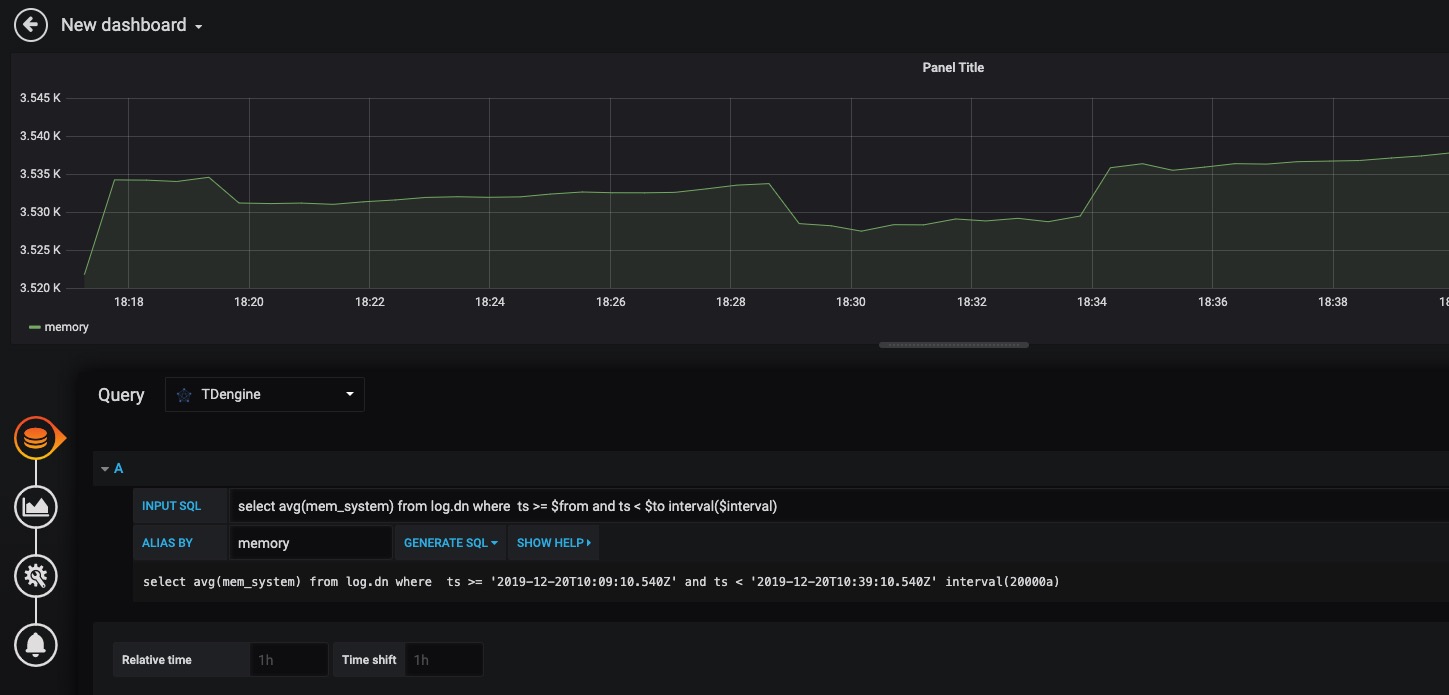 New dashboard
Panel Title
3.545 K
3.540 K
3.535 K
3.530 K
3.525 K
3.520 K
18:18 18:20 18:22 18:24 18:26 18:28 18:30 18:32 18:34 18:36 18:38 18
memory
Query TDengine
A
INPUT SQL select avg(mem_system) from log.dn where  ts >= $from and ts < $to interval($interval)
ALIAS BY memory GENERATE SQL SHOW HELP
select avg(mem_system) from log.dn where  ts >= '2019-12-20T10:09:10.540Z' and ts < '2019-12-20T10:39:10.540Z' interval(20000a)
Relative time 1h Time shift 1h